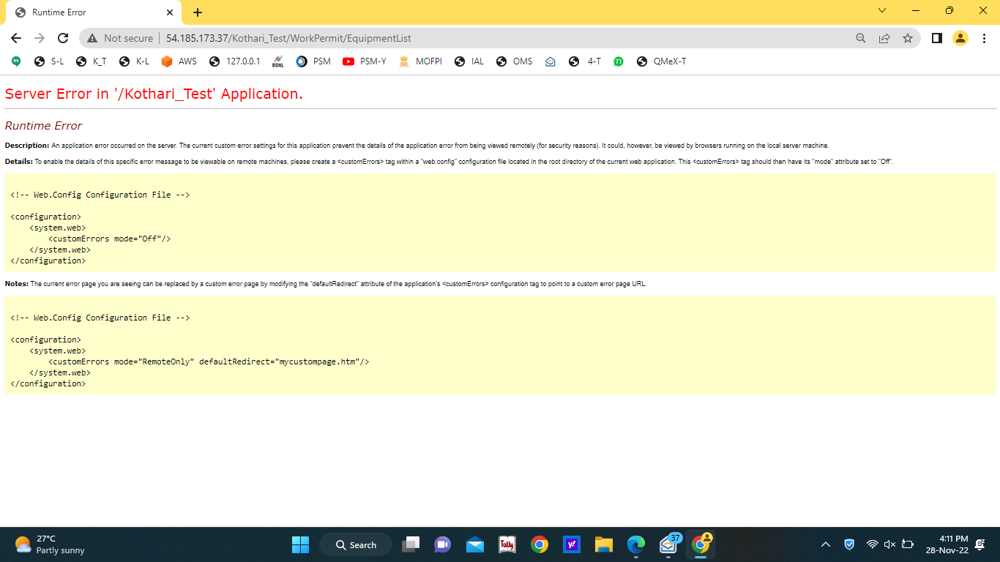 Runtime Error
Not secure
54.185.173.37/Kothari_Test/WorkPermit/EquipmentList
S-L K_T K-L AWS 127.0.0.1 BSNL PSM PSM-Y MOFPI IAL OMS 4-T 71 QMeX-T
Server Error in '/Kothari_Test' Application.
Runtime Error
Description: An application error occurred on the server. The current custom error settings for this application prevent the details of the application error from being viewed remotely (for security reasons). It could, however, be viewed by browsers running on the local server machine.
Details: To enable the details of this specific error message to be viewable on remote machines, please create a <customErrors> tag within a "web.config" configuration file located in the root directory of the current web application. This <customErrors> tag should then have its "mode" attribute set to "Off".
<!-- Web.Config Configuration File -->
<configuration>
    <system.web>
        <customErrors mode="Off"/>
    </system.web>
</configuration>
Notes: The current error page you are seeing can be replaced by a custom error page by modifying the "defaultRedirect" attribute of the application's <customErrors> configuration tag to point to a custom error page URL.
<!-- Web.Config Configuration File -->
<configuration>
    <system.web>
        <customErrors mode="RemoteOnly" defaultRedirect="mycustompage.htm"/>
    </system.web>
</configuration>
27°C
Partly sunny
Search
Tally
y!
37
4:11 PM
28-Nov-22